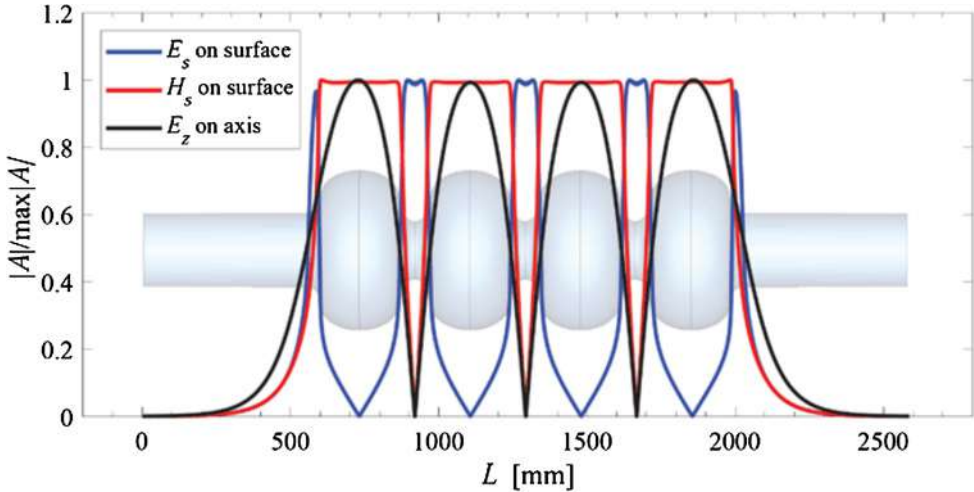 1.2
1
0.8
0.6
0.4
0.2
0
|A|/max|A|
E_s on surface
H_s on surface
E_z on axis
0 500 1000 1500 2000 2500
L [mm]